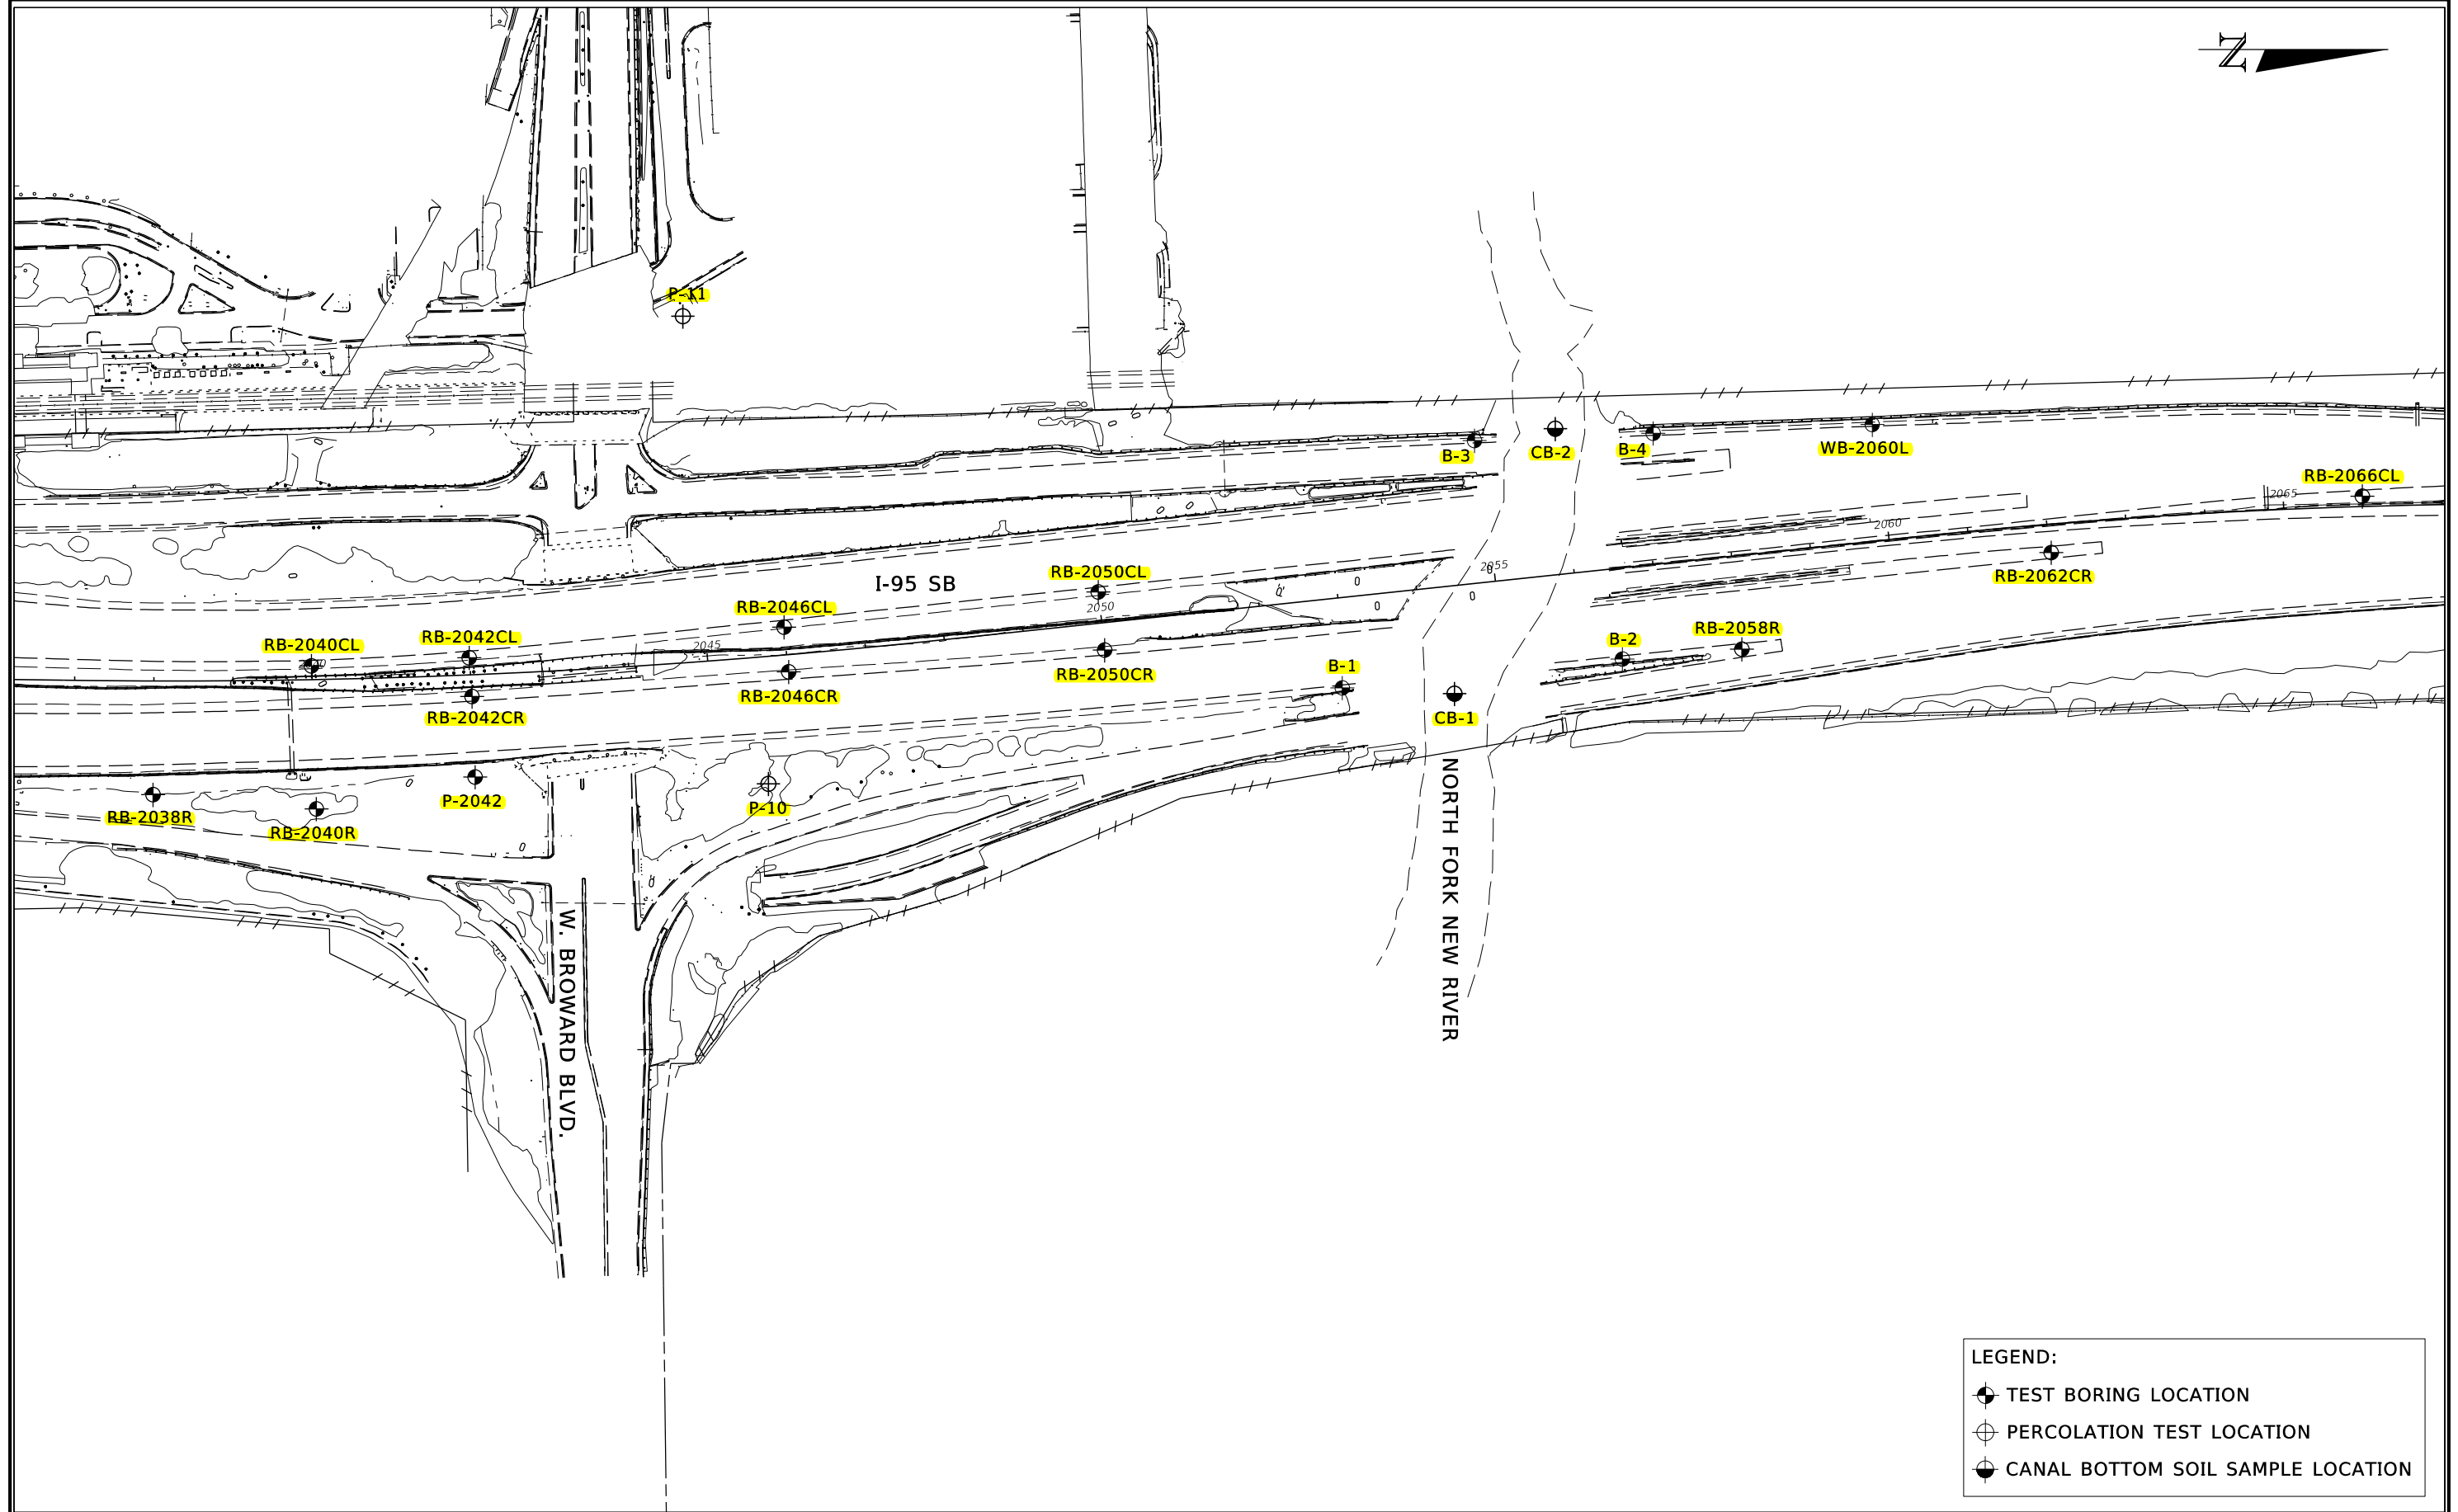 N
P-11
B-3
CB-2
B-4
WB-2060L
RB-2066CL
2065
2060
RB-2062CR
2055
RB-2050CL
I-95 SB
2050
RB-2046CL
RB-2040CL
RB-2042CL
2045
RB-2058R
B-2
B-1
RB-2050CR
RB-2046CR
RB-2042CR
CB-1
P-2042
P-10
RB-2038R
RB-2040R
NORTH FORK NEW RIVER
W. BROWARD BLVD.
LEGEND:
TEST BORING LOCATION
PERCOLATION TEST LOCATION
CANAL BOTTOM SOIL SAMPLE LOCATION